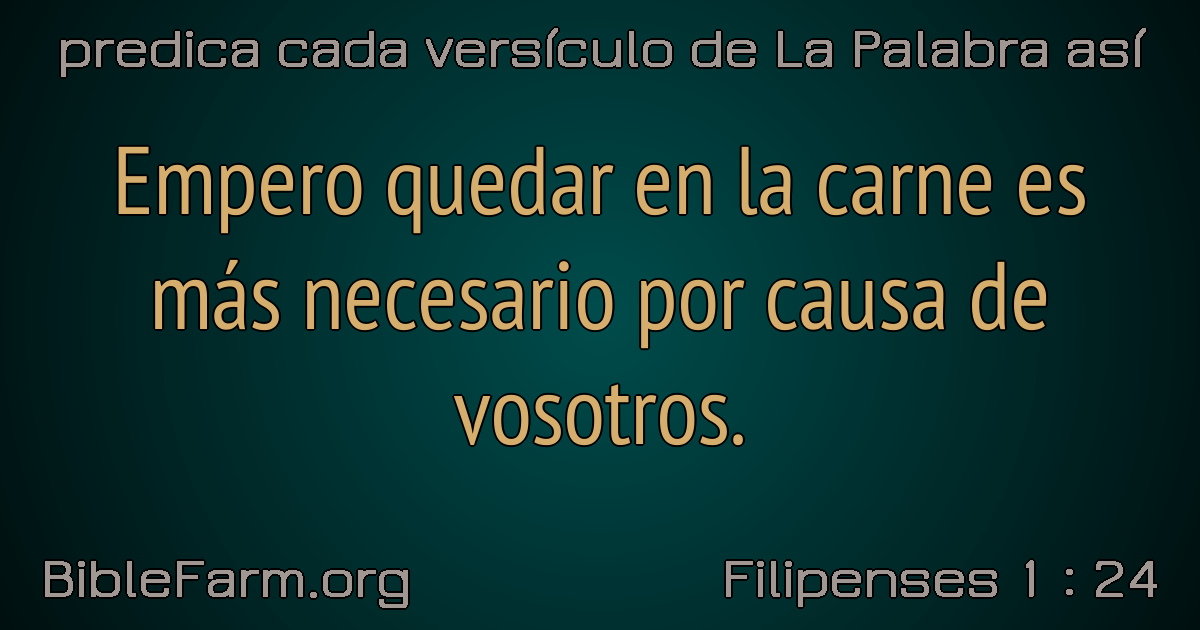 predica cada versículo de La Palabra así
Empero quedar en la carne es
más necesario por causa de
vosotros.
BibleFarm.org
Filipenses 1 : 24